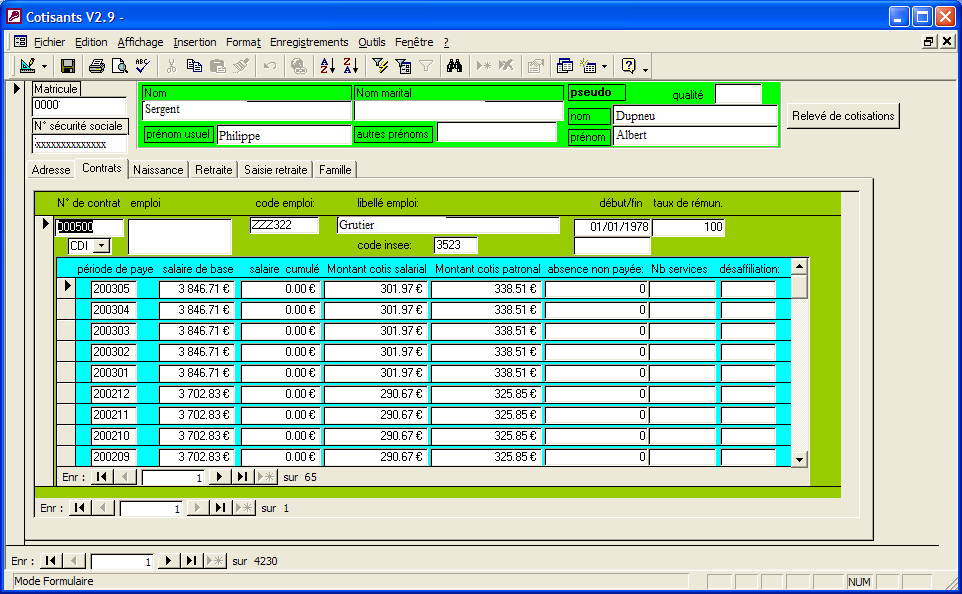 Cotisants V2.9 -
Fichier Edition Affichage Insertion Format Enregistrements Outils Fenêtre ?
Matricule
0000
N° sécurité sociale
xxxxxxxxxxxxxx
Nom Nom marital pseudo qualité
Sergent nom Dupneu
prénom usuel Philippe autres prénoms prénom Albert
Relevé de cotisations
Adresse Contrats Naissance Retraite Saisie retraite Famille
N° de contrat emploi code emploi: libellé emploi: début/fin taux de rémun.
000500 ZZZ322 Grutier 01/01/1978 100
CDI code insee: 3523
période de paye salaire de base salaire cumulé Montant cotis salarial Montant cotis patronal absence non payée: Nb services désaffiliation:
200305 3 846.71 € 0.00 € 301.97 € 338.51 € 0
200304 3 846.71 € 0.00 € 301.97 € 338.51 € 0
200303 3 846.71 € 0.00 € 301.97 € 338.51 € 0
200302 3 846.71 € 0.00 € 301.97 € 338.51 € 0
200301 3 846.71 € 0.00 € 301.97 € 338.51 € 0
200212 3 702.83 € 0.00 € 290.67 € 325.85 € 0
200211 3 702.83 € 0.00 € 290.67 € 325.85 € 0
200210 3 702.83 € 0.00 € 290.67 € 325.85 € 0
200209 3 702.83 € 0.00 € 290.67 € 325.85 € 0
Enr : 1 sur 65
Enr : 1 sur 1
Enr : 1 sur 4230
Mode Formulaire NUM